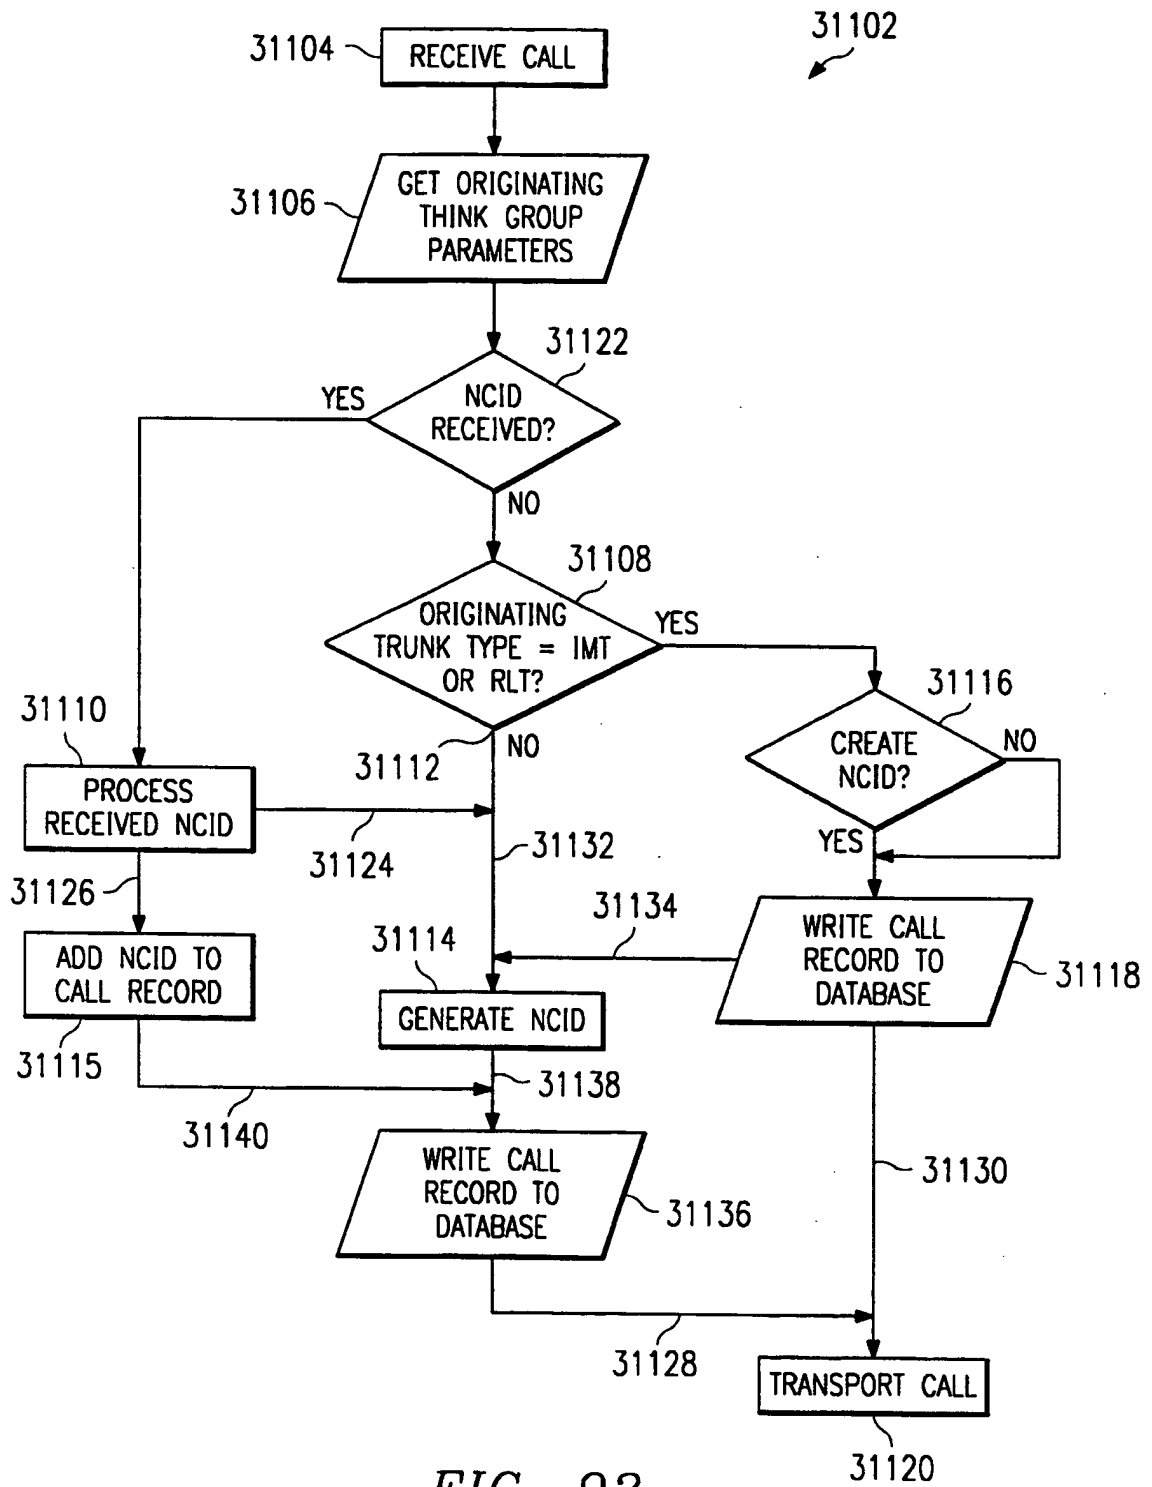 31102
31104
RECEIVE CALL
31106
GET ORIGINATING
THINK GROUP
PARAMETERS
31122
YES
NCID
RECEIVED?
NO
31108
ORIGINATING
TRUNK TYPE = IMT
OR RLT?
YES
31112
NO
31116
CREATE
NCID?
NO
YES
31110
PROCESS
RECEIVED NCID
31124
31132
31126
31134
ADD NCID TO
CALL RECORD
31115
31114
GENERATE NCID
WRITE CALL
RECORD TO
DATABASE
31118
31138
31140
WRITE CALL
RECORD TO
DATABASE
31136
31130
31128
TRANSPORT CALL
31120
FIG. 93